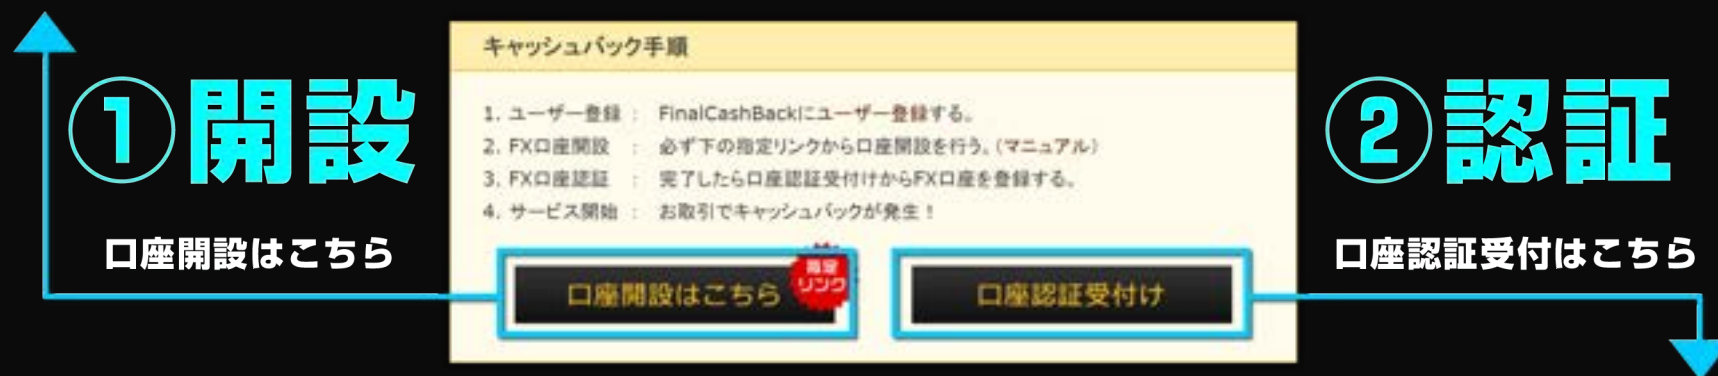 ①開設
口座開設はこちら
キャッシュバック手順
1. ユーザー登録 : FinalCashBackにユーザー登録する。
2. FX口座開設 : 必ず下の指定リンクから口座開設を行う。(マニュアル)
3. FX口座認証 : 完了したら口座認証受付けからFX口座を登録する。
4. サービス開始 : お取引でキャッシュバックが発生！
口座開設はこちら
指定
リンク
口座認証受付け
②認証
口座認証受付はこちら